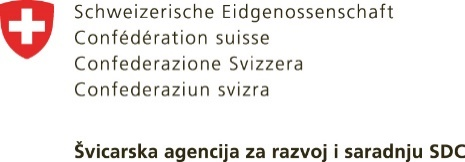 Schweizerische Eidgenossenschaft
Confédération suisse
Confederazione Svizzera
Confederaziun svizra
Švicarska agencija za razvoj i saradnju SDC